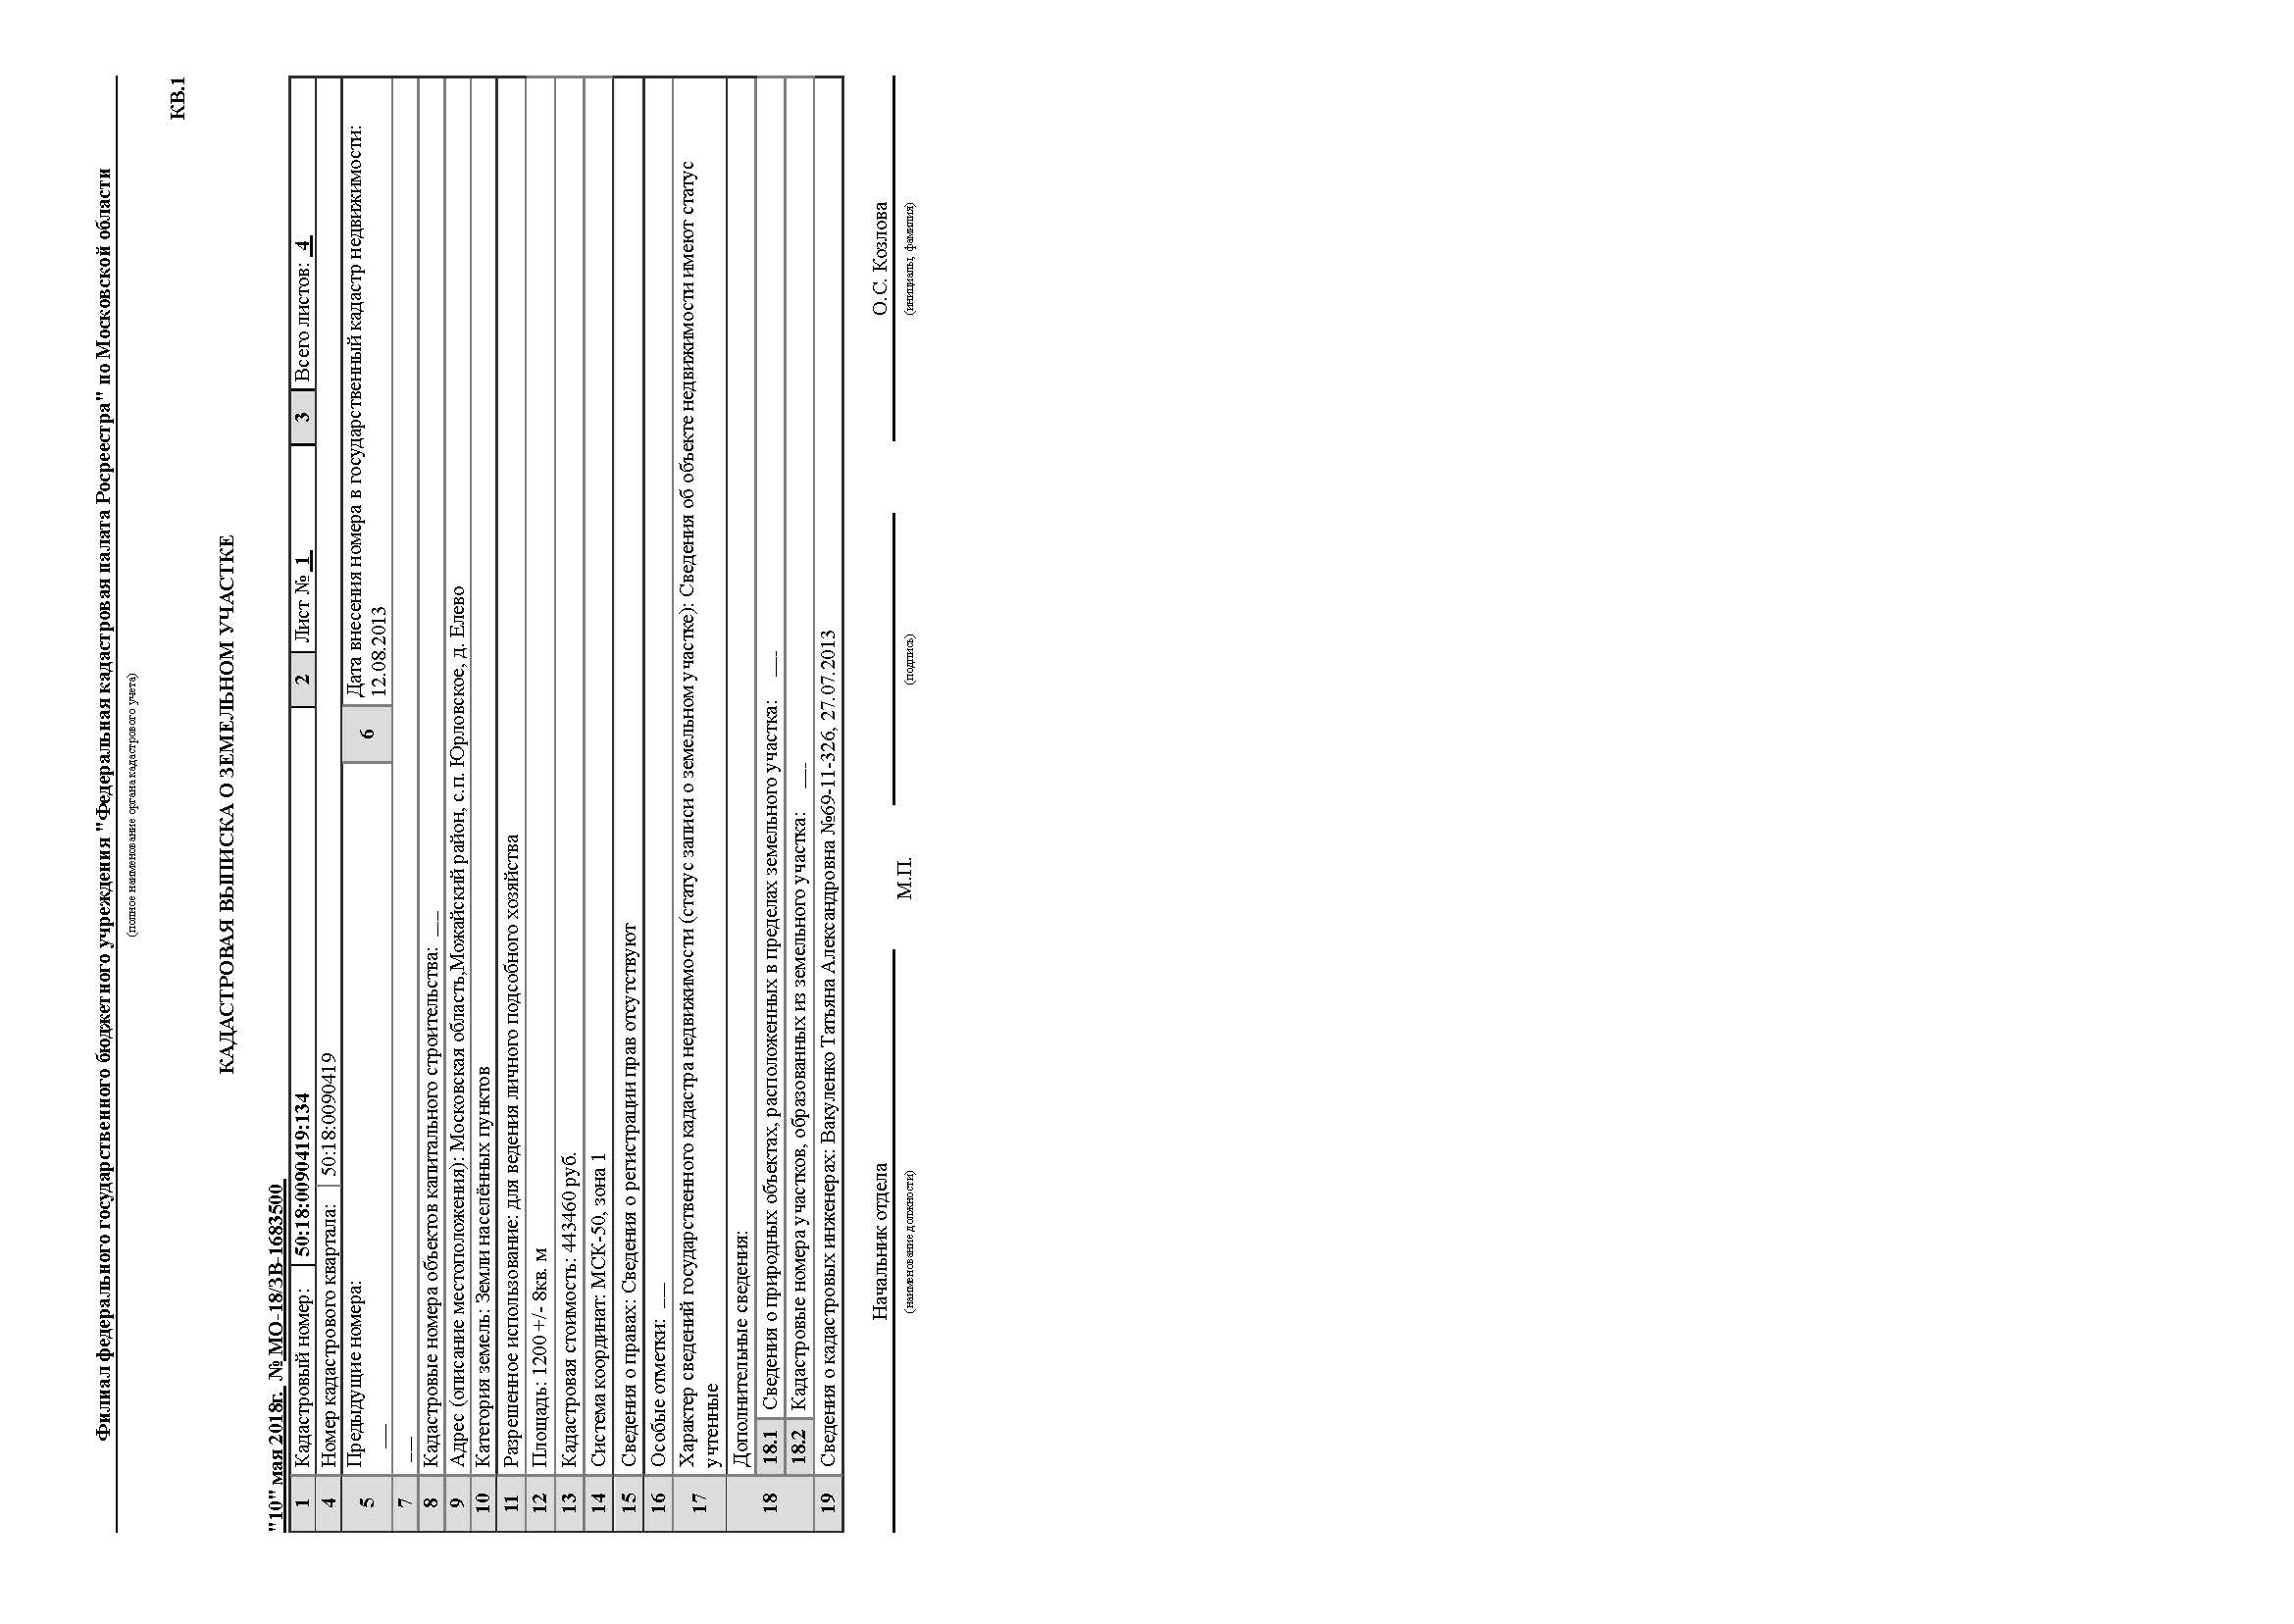 Филиал федерального государственного бюджетного учреждения "Федеральная кадастровая палата Росреестра" по Московской области
(полное наименование органа кадастрового учета)
КВ.1
КАДАСТРОВАЯ ВЫПИСКА О ЗЕМЕЛЬНОМ УЧАСТКЕ
"10" мая 2018г. № МО-18/ЗВ-1683500
1 Кадастровый номер: 50:18:0090419:134 2 Лист № 1 3 Всего листов: 4
4 Номер кадастрового квартала: 50:18:0090419
5 Предыдущие номера: 6 Дата внесения номера в государственный кадастр недвижимости:
___ 12.08.2013
7 ___
8 Кадастровые номера объектов капитального строительства: ___
9 Адрес (описание местоположения): Московская область,Можайский район, с.п. Юрловское, д. Елево
10 Категория земель: Земли населённых пунктов
11 Разрешенное использование: для ведения личного подсобного хозяйства
12 Площадь: 1200 +/- 8кв. м
13 Кадастровая стоимость: 443460 руб.
14 Система координат: МСК-50, зона 1
15 Сведения о правах: Сведения о регистрации прав отсутствуют
16 Особые отметки: ___
17 Характер сведений государственного кадастра недвижимости (статус записи о земельном участке): Сведения об объекте недвижимости имеют статус
учтенные
18 Дополнительные сведения:
18.1 Сведения о природных объектах, расположенных в пределах земельного участка: ___
18.2 Кадастровые номера участков, образованных из земельного участка: ___
19 Сведения о кадастровых инженерах: Вакуленко Татьяна Александровна №69-11-326, 27.07.2013
Начальник отдела О.С. Козлова
(наименование должности) М.П. (подпись) (инициалы, фамилия)